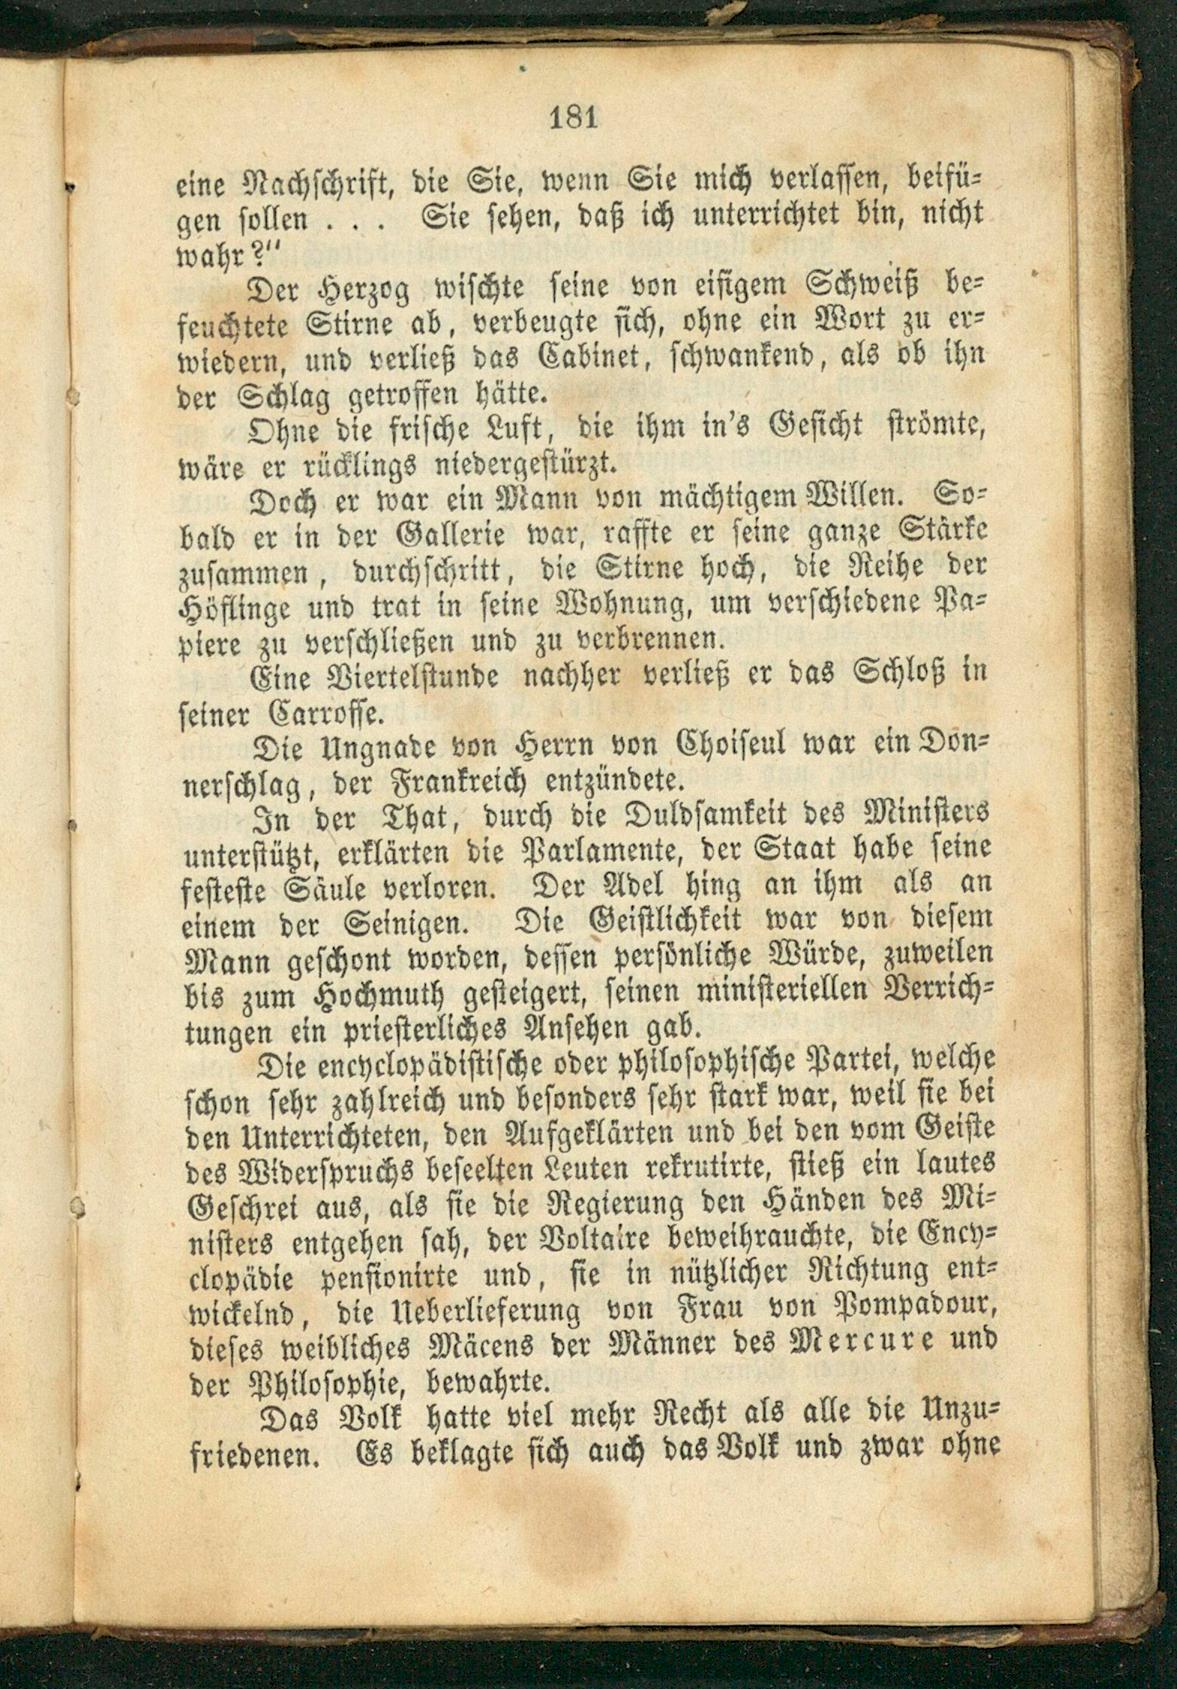 181
eine Nachschrift, die Sie, wenn Sie mich verlassen, beifü-
gen sollen . . . Sie sehen, daß ich unterrichtet bin, nicht
wahr?“
Der Herzog wischte seine von eisigem Schweiß be-
feuchtete Stirne ab, verbeugte sich, ohne ein Wort zu er-
wiedern, und verließ das Cabinet, schwankend, als ob ihn
der Schlag getroffen hätte.
Ohne die frische Luft, die ihm in's Gesicht strömte,
wäre er rücklings niedergestürzt.
Doch er war ein Mann von mächtigem Willen. So-
bald er in der Gallerie war, raffte er seine ganze Stärke
zusammen, durchschritt, die Stirne hoch, die Reihe der
Höflinge und trat in seine Wohnung, um verschiedene Pa-
piere zu verschließen und zu verbrennen.
Eine Viertelstunde nachher verließ er das Schloß in
seiner Carrosse.
Die Ungnade von Herrn von Choiseul war ein Don-
nerschlag, der Frankreich entzündete.
In der That, durch die Duldsamkeit des Ministers
unterstützt, erklärten die Parlamente, der Staat habe seine
festeste Säule verloren. Der Adel hing an ihm als an
einem der Seinigen. Die Geistlichkeit war von diesem
Mann geschont worden, dessen persönliche Würde, zuweilen
bis zum Hochmuth gesteigert, seinen ministeriellen Verrich-
tungen ein priesterliches Ansehen gab.
Die encyclopädistische oder philosophische Partei, welche
schon sehr zahlreich und besonders sehr stark war, weil sie bei
den Unterrichteten, den Aufgeklärten und bei den vom Geiste
des Widerspruchs beseelten Leuten rekrutirte, stieß ein lautes
Geschrei aus, als sie die Regierung den Händen des Mi-
nisters entgehen sah, der Voltaire beweihrauchte, die Ency-
clopädie pensionirte und, sie in nützlicher Richtung ent-
wickelnd, die Ueberlieferung von Frau von Pompadour,
dieses weibliches Mäcens der Männer des Mercure und
der Philosophie, bewahrte.
Das Volk hatte viel mehr Recht als alle die Unzu-
friedenen. Es beklagte sich auch das Volk und zwar ohne